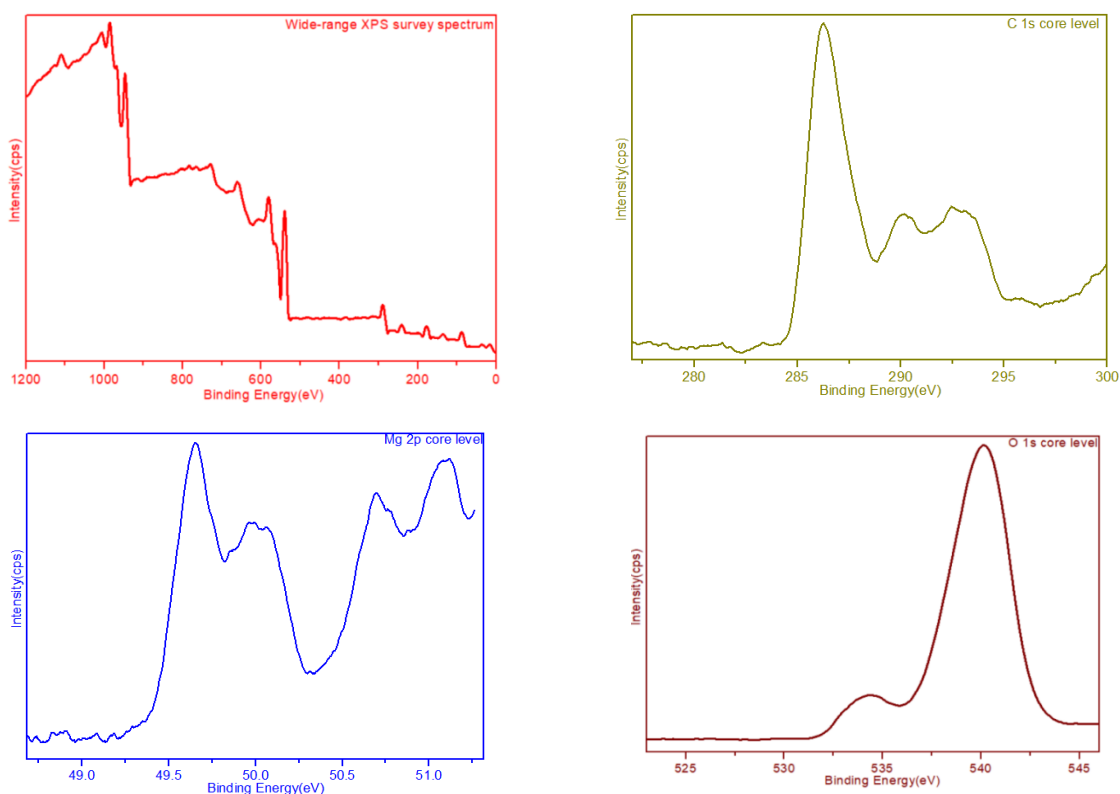 Wide-range XPS survey spectrum
Intensity(cps)
1200 1000 800 600 400 200 0
Binding Energy(eV)
C 1s core level
Intensity(cps)
280 285 290 295 300
Binding Energy(eV)
Mg 2p core level
Intensity(cps)
49.0 49.5 50.0 50.5 51.0
Binding Energy(eV)
O 1s core level
Intensity(cps)
525 530 535 540 545
Binding Energy(eV)